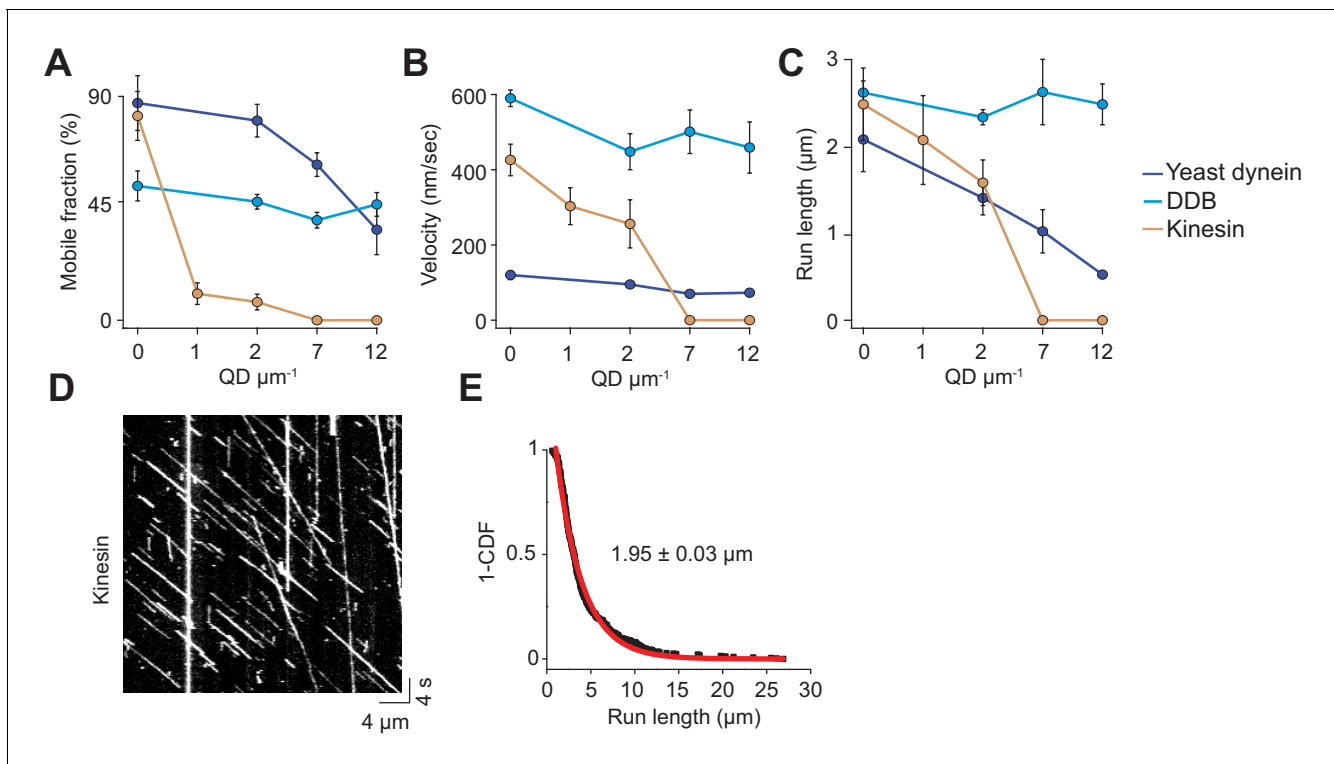 A
Mobile fraction (%)
90
45
0
0 1 2 7 12
QD µm-1
B
Velocity (nm/sec)
600
400
200
0
0 1 2 7 12
QD µm-1
C
Run length (µm)
3
2
1
0
0 1 2 7 12
QD µm-1
Yeast dynein
DDB
Kinesin
D
Kinesin
4 s
4 µm
E
1-CDF
1
0.5
0
1.95 ± 0.03 µm
0 5 10 15 20 25 30
Run length (µm)